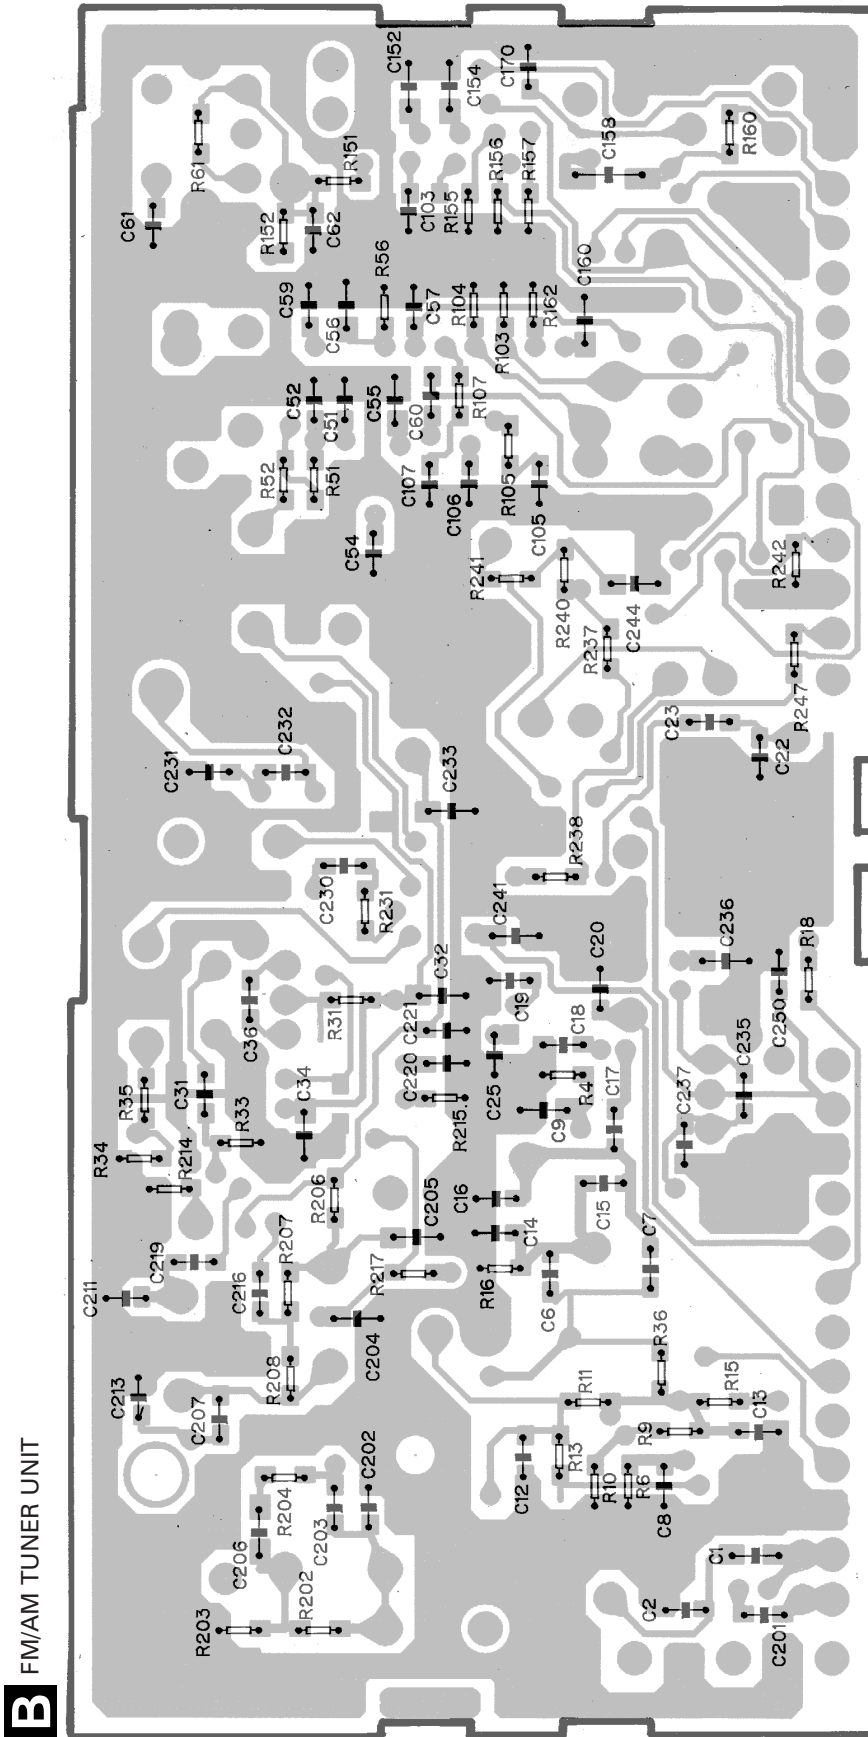 B FM/AM TUNER UNIT
C152
C154
C170
C158
R160
R61
R151
R156
R157
C61
R152
C62
C103
R155
C59
C56
R56
C57
R104
R103
R162
C160
C52
C51
C55
C60
R107
R52
R51
C107
C106
R105
C105
C54
R241
R240
R237
C244
R242
R247
C23
C22
C231
C232
C233
R238
C230
R231
C241
C20
C236
R18
C32
C19
C250
C36
R31
C221
C18
C220
C25
R4
C17
C235
C237
R35
C31
C34
R33
R215
C9
R34
R214
R206
C205
C16
C14
C15
C7
C219
R207
R217
R16
C6
C211
C216
C204
R36
R208
C213
C207
R11
R15
R9
C13
C12
R13
R10
R6
C8
R204
C202
C203
C206
R202
R203
C1
C2
C201